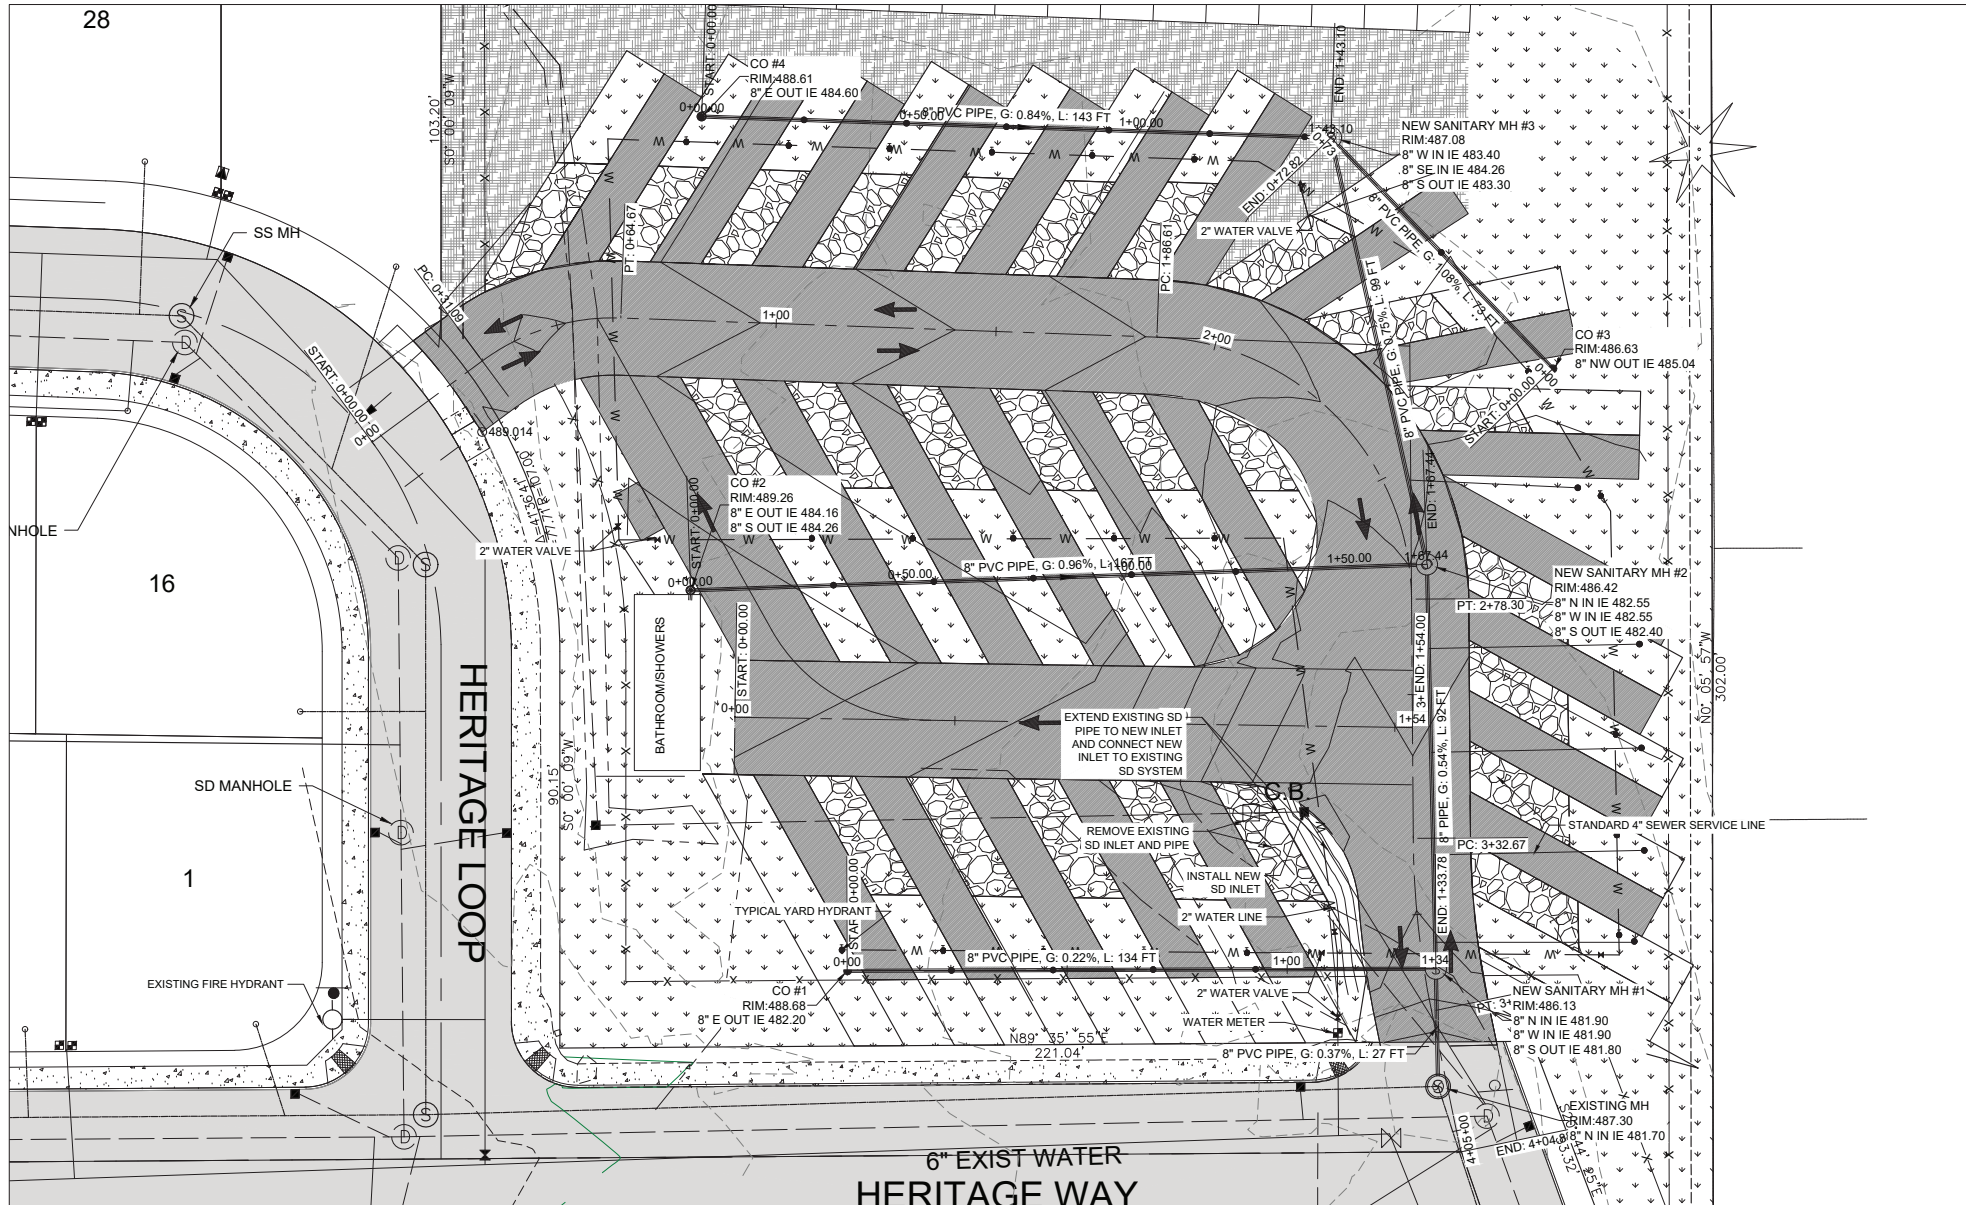 28
103.20'
S0° 00' 09"W
START: 0+00.00
CO #4
RIM:488.61
8" E OUT IE 484.60
0+00.00
0+50.00
8" PVC PIPE, G: 0.84%, L: 143 FT
1+00.00
END: 1+43.10
NEW SANITARY MH #3
RIM:487.08
8" W IN IE 483.40
8" SE IN IE 484.26
8" S OUT IE 483.30
END: 0+72.82
2" WATER VALVE
8" PVC PIPE, G: 1.08%, L: 73 FT
8" PVC PIPE, G: 0.75%, L: 99 FT
CO #3
RIM:486.63
8" NW OUT IE 485.04
0+00
START: 0+00.00
SS MH
PC: 0+31.09
PT: 0+64.67
PC: 1+86.61
1+00
2+00
START: 0+00.00
0+00
489.014
CO #2
RIM:489.26
8" E OUT IE 484.16
8" S OUT IE 484.26
START: 0+00.00
2" WATER VALVE
0+00.00
0+50.00
8" PVC PIPE, G: 0.96%, L: 167 FT
1+50.00
1+67.44
END: 1+67.44
NHOLE
16
NEW SANITARY MH #2
RIM:486.42
8" N IN IE 482.55
8" W IN IE 482.55
8" S OUT IE 482.40
PT: 2+78.30
BATHROOM/SHOWERS
START: 0+00.00
0+00
END: 1+54.00
1+54
N0° 05' 57"W
302.00'
HERITAGE LOOP
EXTEND EXISTING SD
PIPE TO NEW INLET
AND CONNECT NEW
INLET TO EXISTING
SD SYSTEM
8" PIPE, G: 0.54%, L: 92 FT
SD MANHOLE
90.15'
S0° 00' 09"W
C.B
REMOVE EXISTING
SD INLET AND PIPE
STANDARD 4" SEWER SERVICE LINE
PC: 3+32.67
1
INSTALL NEW
SD INLET
START: 0+00.00
END: 1+33.78
TYPICAL YARD HYDRANT
2" WATER LINE
0+00
8" PVC PIPE, G: 0.22%, L: 134 FT
1+00
1+34
EXISTING FIRE HYDRANT
CO #1
RIM:488.68
8" E OUT IE 482.20
2" WATER VALVE
WATER METER
NEW SANITARY MH #1
RIM:486.13
8" N IN IE 481.90
8" W IN IE 481.90
8" S OUT IE 481.80
N89° 35' 55"E
221.04'
8" PVC PIPE, G: 0.37%, L: 27 FT
EXISTING MH
RIM:487.30
8" N IN IE 481.70
4+05+00
6" EXIST WATER
HERITAGE WAY